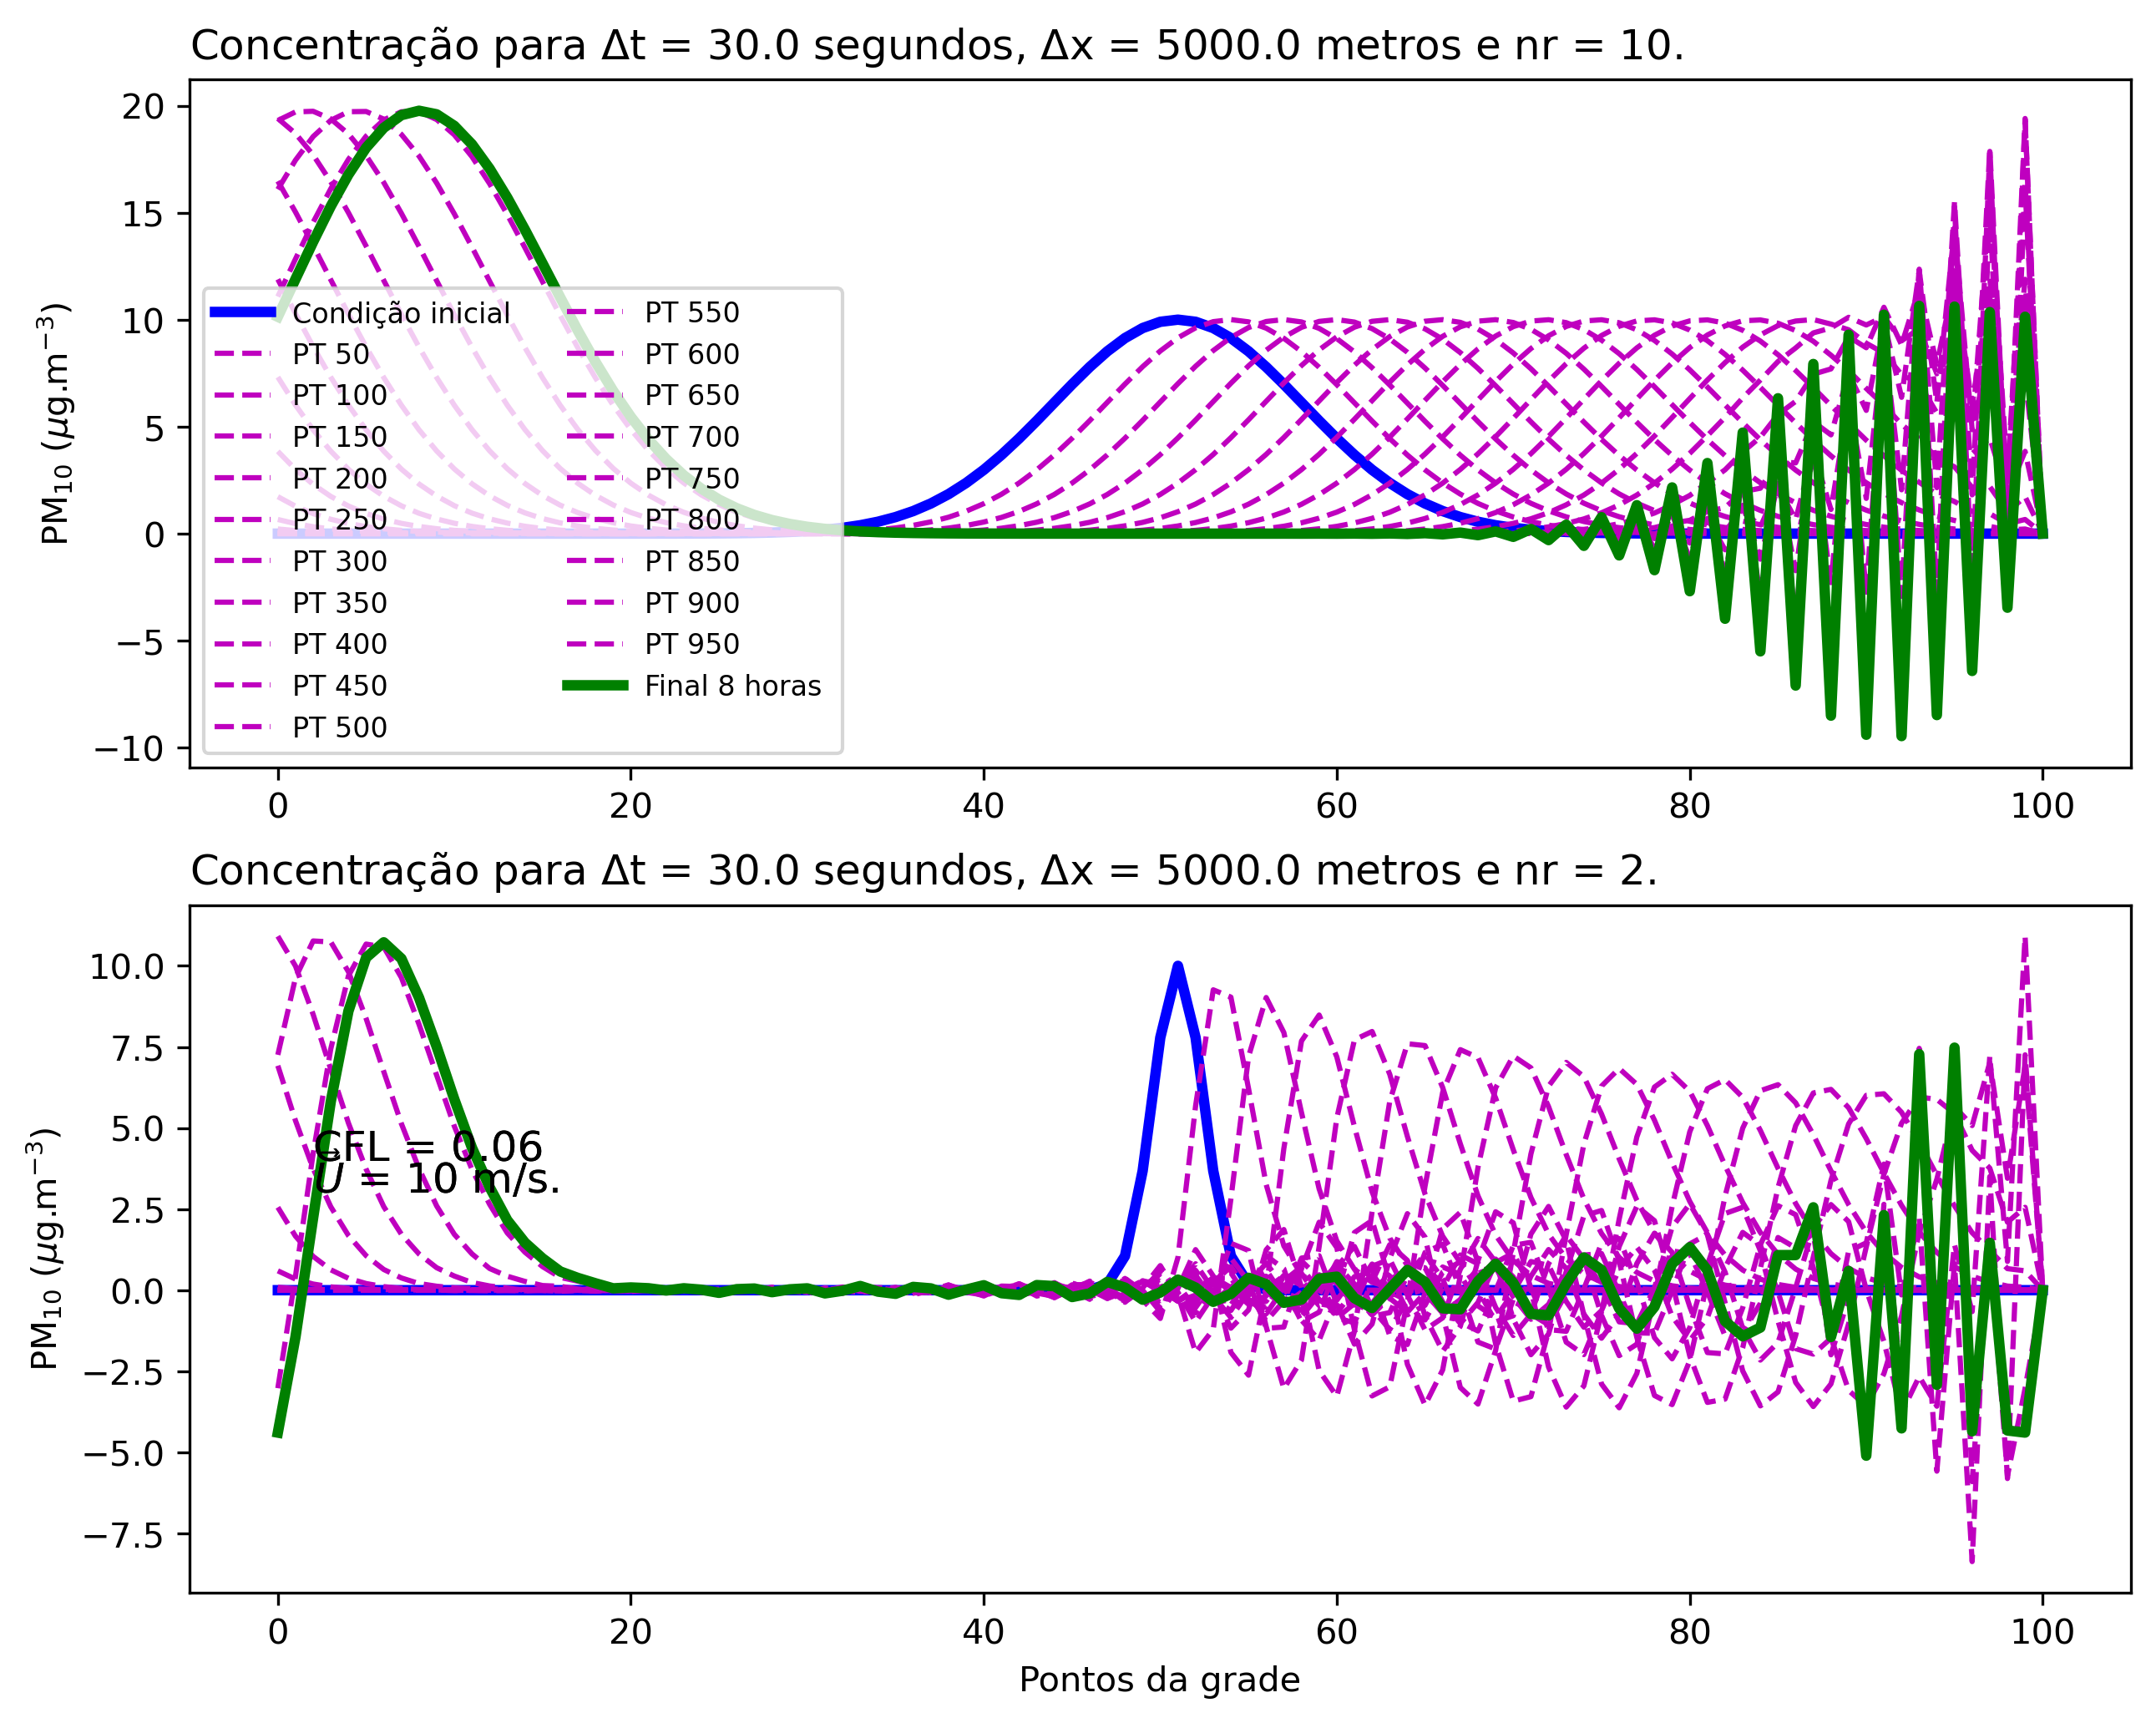 Concentração para Δt = 30.0 segundos, Δx = 5000.0 metros e nr = 10.
PM10 (μg.m−3)
20
15
10
5
0
−5
−10
Condição inicial
PT 50
PT 100
PT 150
PT 200
PT 250
PT 300
PT 350
PT 400
PT 450
PT 500
PT 550
PT 600
PT 650
PT 700
PT 750
PT 800
PT 850
PT 900
PT 950
Final 8 horas
0 20 40 60 80 100
Concentração para Δt = 30.0 segundos, Δx = 5000.0 metros e nr = 2.
PM10 (μg.m−3)
10.0
7.5
5.0
2.5
0.0
−2.5
−5.0
−7.5
CFL = 0.06
U⃗ = 10 m/s.
0 20 40 60 80 100
Pontos da grade